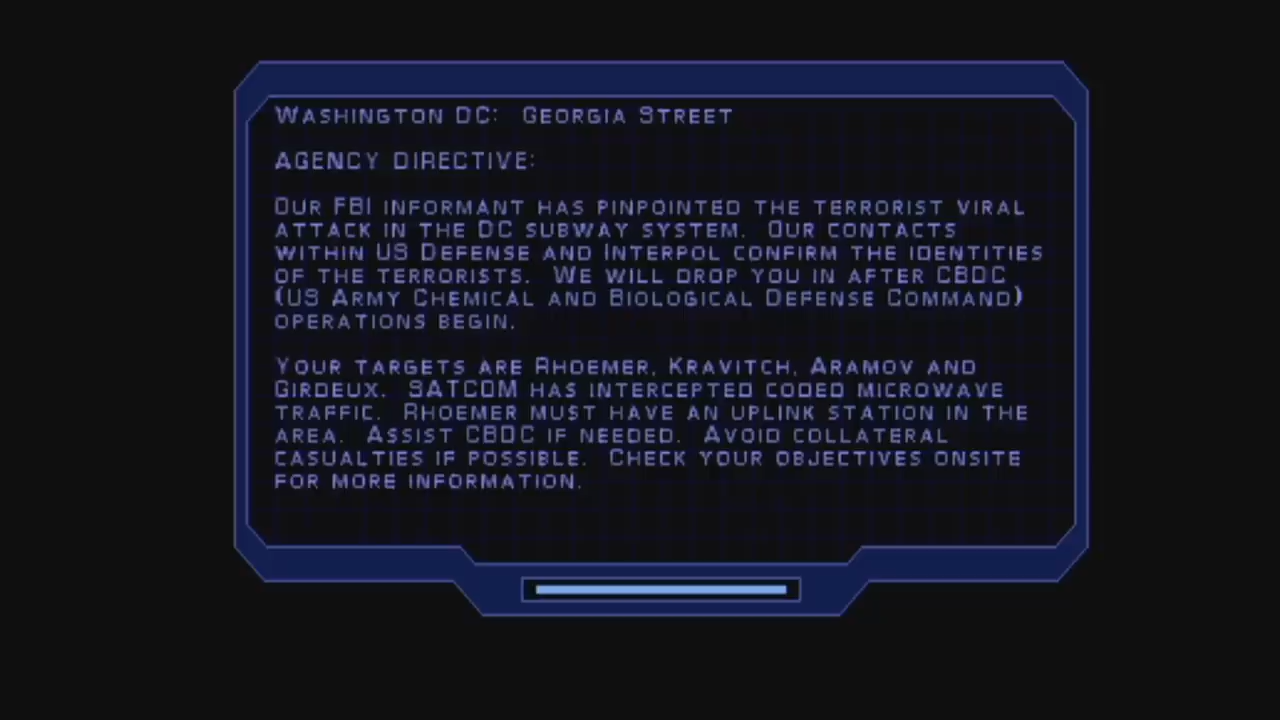 Washington DC: Georgia Street
AGENCY DIRECTIVE:
Our FBI informant has pinpointed the terrorist viral
attack in the DC subway system. Our contacts
within US Defense and Interpol confirm the identities
of the terrorists. We will drop you in after CBDC
(US Army Chemical and Biological Defense Command)
operations begin.
Your targets are Rhoemer, Kravitch, Aramov and
Girdeux. SATCOM has intercepted coded microwave
traffic. Rhoemer must have an uplink station in the
area. Assist CBDC if needed. Avoid collateral
casualties if possible. Check your objectives onsite
for more information.